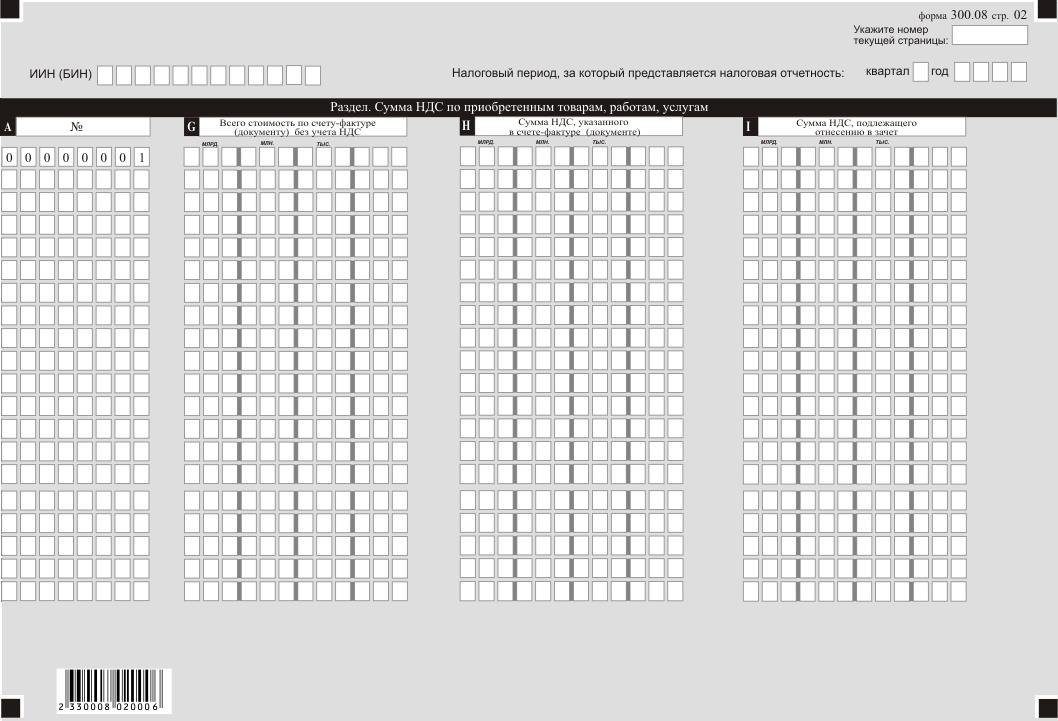 форма 300.08 стр. 02
Укажите номер
текущей страницы:
ИИН (БИН)
Налоговый период, за который представляется налоговая отчетность:
квартал
год
Раздел. Сумма НДС по приобретенным товарам, работам, услугам
A
№
G
Всего стоимость по счету-фактуре
(документу) без учета НДС
H
Сумма НДС, указанного
в счете-фактуре (документе)
I
Сумма НДС, подлежащего
отнесению в зачет
МЛРД. МЛН. ТЫС.
МЛРД. МЛН. ТЫС.
МЛРД. МЛН. ТЫС.
0 0 0 0 0 0 0 1
2 330008 020006